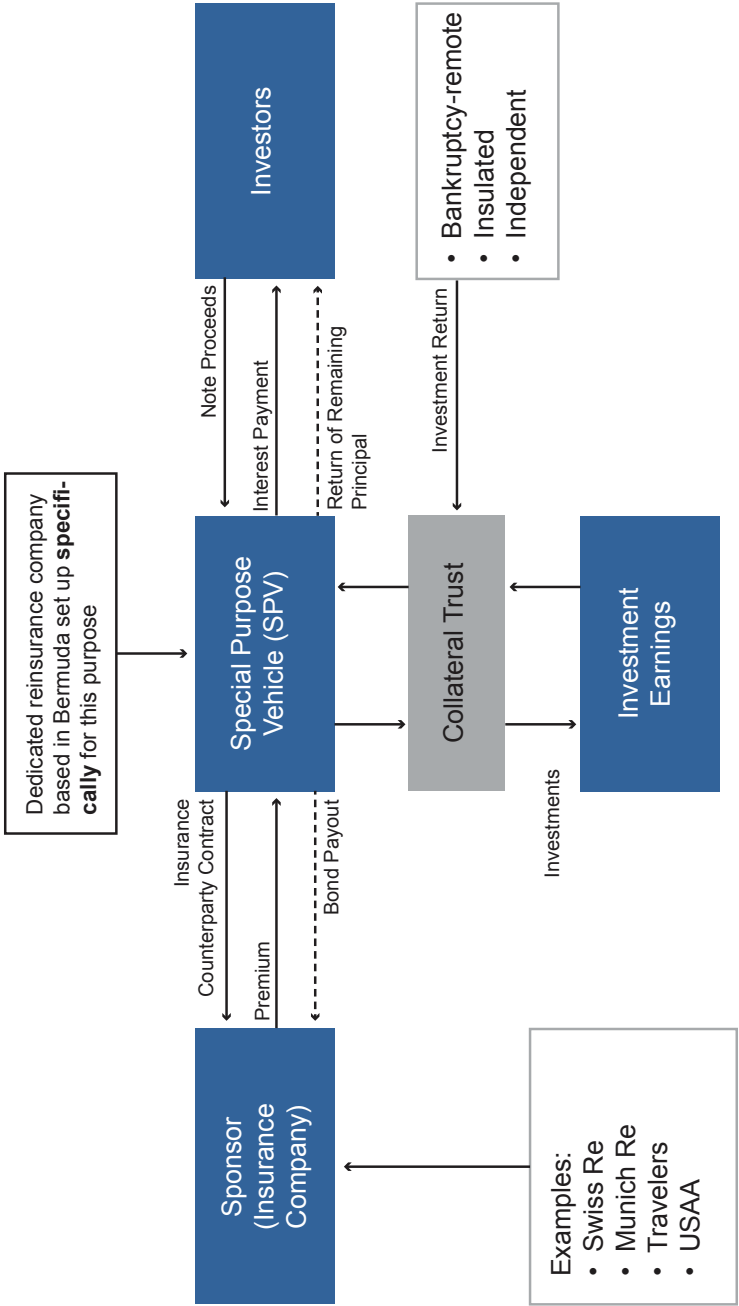 Dedicated reinsurance company
based in Bermuda set up specifi-
cally for this purpose
Sponsor
(Insurance
Company)
Insurance
Counterparty Contract
Premium
Bond Payout
Special Purpose
Vehicle (SPV)
Note Proceeds
Interest Payment
Return of Remaining
Principal
Investors
Examples:
• Swiss Re
• Munich Re
• Travelers
• USAA
Collateral Trust
Investment Return
• Bankruptcy-remote
• Insulated
• Independent
Investments
Investment
Earnings